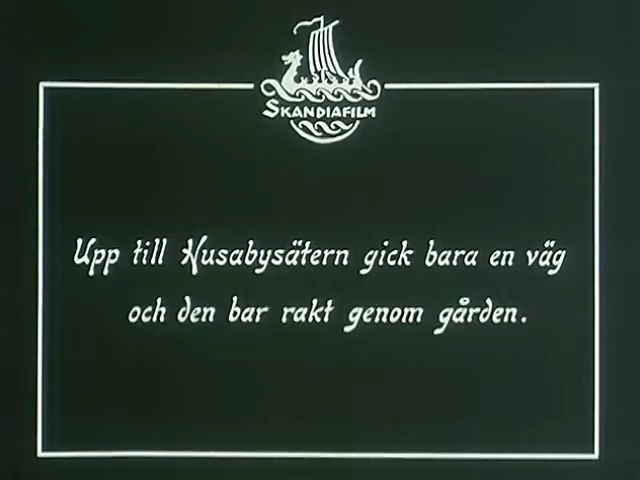 SKANDIAFILM
Upp till Husabysätern gick bara en väg
och den bar rakt genom gården.